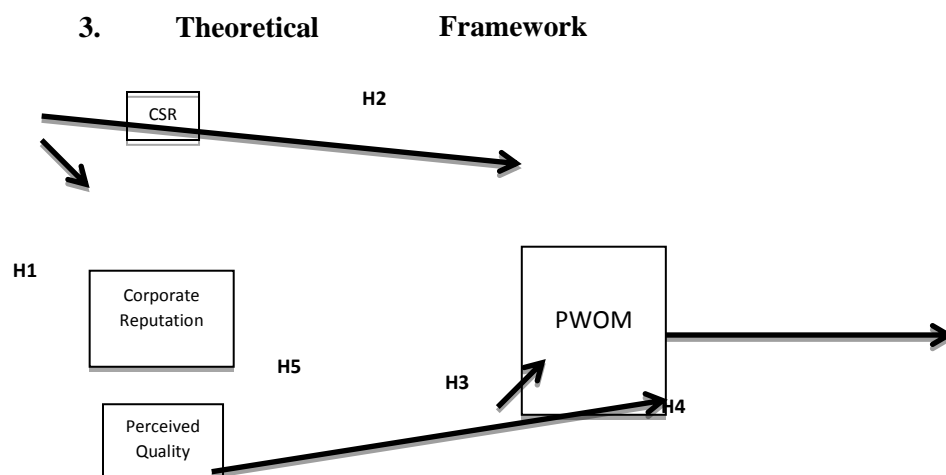 3. Theoretical Framework
H2
CSR
H1
Corporate
Reputation
PWOM
H5
H3
H4
Perceived
Quality